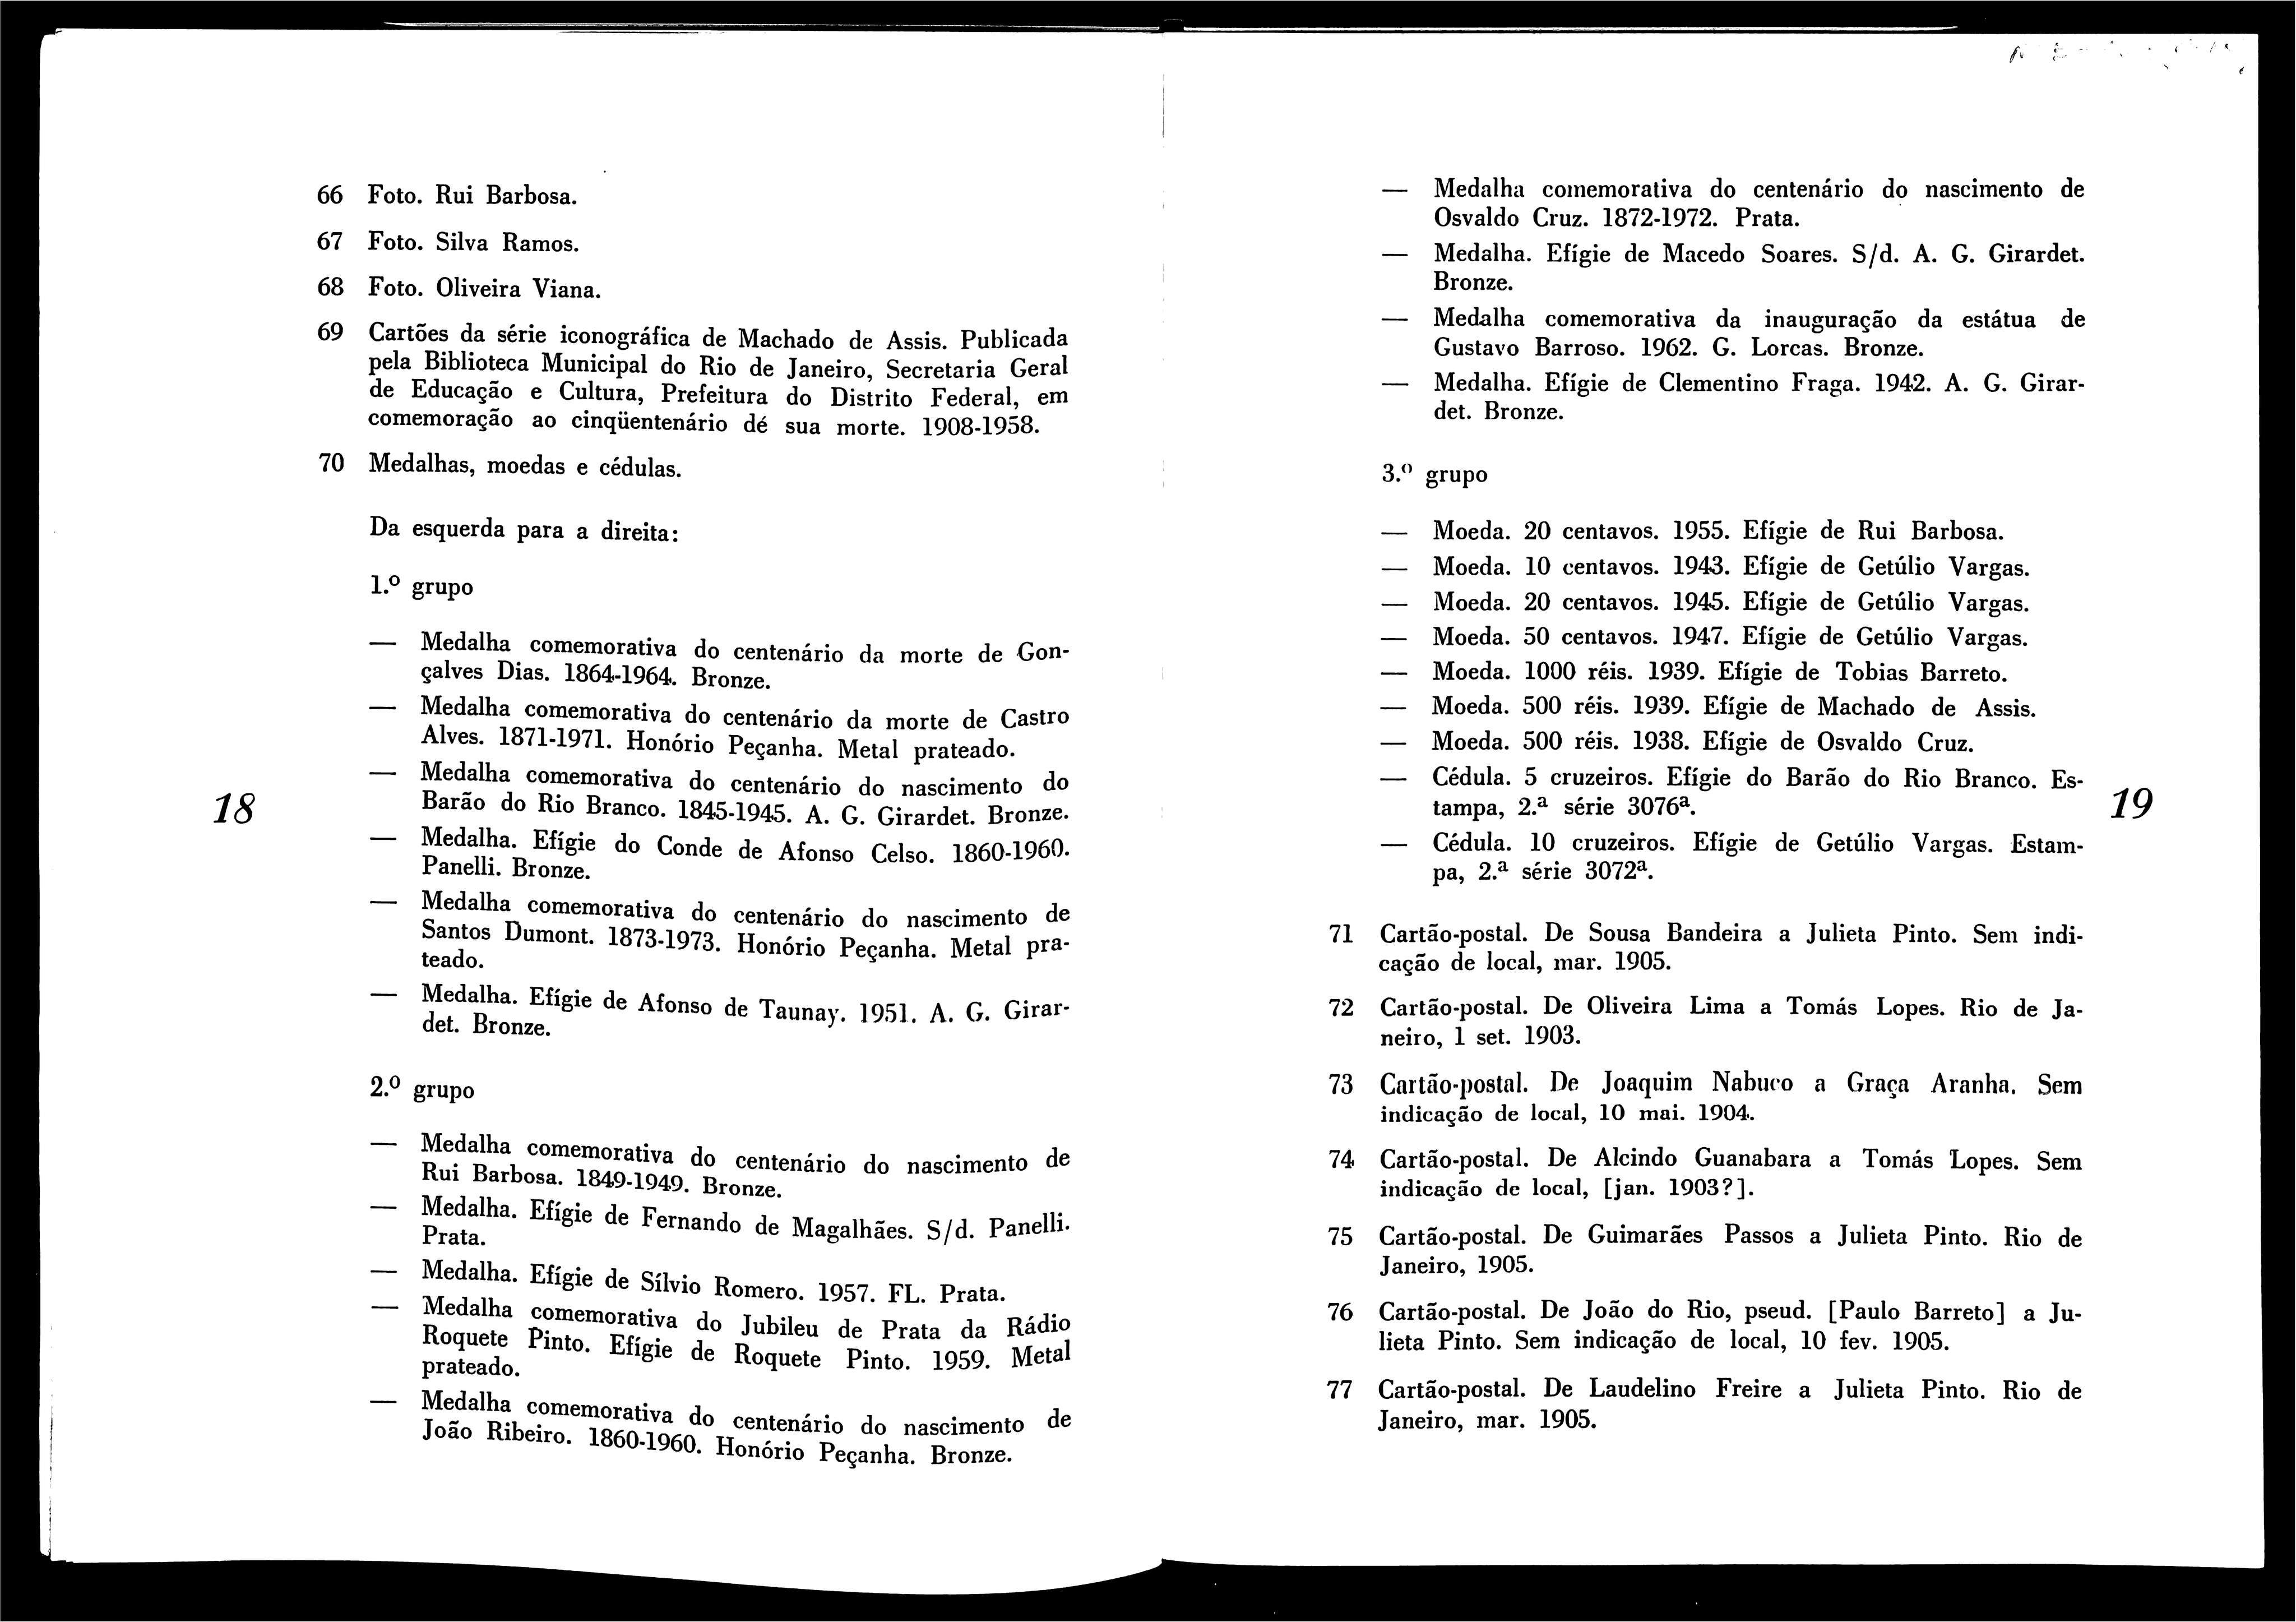 66 Foto. Rui Barbosa.
67 Foto. Silva Ramos.
68 Foto. Oliveira Viana.
69 Cartões da série iconográfica de Machado de Assis. Publicada
pela Biblioteca Municipal do Rio de Janeiro, Secretaria Geral
de Educação e Cultura, Prefeitura do Distrito Federal, em
comemoração ao cinqüentenário dé sua morte. 1908-1958.
70 Medalhas, moedas e cédulas.
Da esquerda para a direita:
1.º grupo
— Medalha comemorativa do centenário da morte de Gon-
çalves Dias. 1864-1964. Bronze.
— Medalha comemorativa do centenário da morte de Castro
Alves. 1871-1971. Honório Peçanha. Metal prateado.
— Medalha comemorativa do centenário do nascimento do
Barão do Rio Branco. 1845-1945. A. G. Girardet. Bronze.
— Medalha. Efígie do Conde de Afonso Celso. 1860-1960.
Panelli. Bronze.
— Medalha comemorativa do centenário do nascimento de
Santos Dumont. 1873-1973. Honório Peçanha. Metal pra-
teado.
— Medalha. Efígie de Afonso de Taunay. 1951. A. G. Girar-
det. Bronze.
2.º grupo
— Medalha comemorativa do centenário do nascimento de
Rui Barbosa. 1849-1949. Bronze.
— Medalha. Efígie de Fernando de Magalhães. S/d. Panelli.
Prata.
— Medalha. Efígie de Sílvio Romero. 1957. FL. Prata.
— Medalha comemorativa do Jubileu de Prata da Rádio
Roquete Pinto. Efígie de Roquete Pinto. 1959. Metal
prateado.
— Medalha comemorativa do centenário do nascimento de
João Ribeiro. 1860-1960. Honório Peçanha. Bronze.
18
— Medalha comemorativa do centenário do nascimento de
Osvaldo Cruz. 1872-1972. Prata.
— Medalha. Efígie de Macedo Soares. S/d. A. G. Girardet.
Bronze.
— Medalha comemorativa da inauguração da estátua de
Gustavo Barroso. 1962. G. Lorcas. Bronze.
— Medalha. Efígie de Clementino Fraga. 1942. A. G. Girar-
det. Bronze.
3.º grupo
— Moeda. 20 centavos. 1955. Efígie de Rui Barbosa.
— Moeda. 10 centavos. 1943. Efígie de Getúlio Vargas.
— Moeda. 20 centavos. 1945. Efígie de Getúlio Vargas.
— Moeda. 50 centavos. 1947. Efígie de Getúlio Vargas.
— Moeda. 1000 réis. 1939. Efígie de Tobias Barreto.
— Moeda. 500 réis. 1939. Efígie de Machado de Assis.
— Moeda. 500 réis. 1938. Efígie de Osvaldo Cruz.
— Cédula. 5 cruzeiros. Efígie do Barão do Rio Branco. Es-
tampa, 2.ª série 3076ª.
— Cédula. 10 cruzeiros. Efígie de Getúlio Vargas. Estam-
pa, 2.ª série 3072ª.
71 Cartão-postal. De Sousa Bandeira a Julieta Pinto. Sem indi-
cação de local, mar. 1905.
72 Cartão-postal. De Oliveira Lima a Tomás Lopes. Rio de Ja-
neiro, 1 set. 1903.
73 Cartão-postal. De Joaquim Nabuco a Graça Aranha. Sem
indicação de local, 10 mai. 1904.
74 Cartão-postal. De Alcindo Guanabara a Tomás Lopes. Sem
indicação de local, [jan. 1903?].
75 Cartão-postal. De Guimarães Passos a Julieta Pinto. Rio de
Janeiro, 1905.
76 Cartão-postal. De João do Rio, pseud. [Paulo Barreto] a Ju-
lieta Pinto. Sem indicação de local, 10 fev. 1905.
77 Cartão-postal. De Laudelino Freire a Julieta Pinto. Rio de
Janeiro, mar. 1905.
19